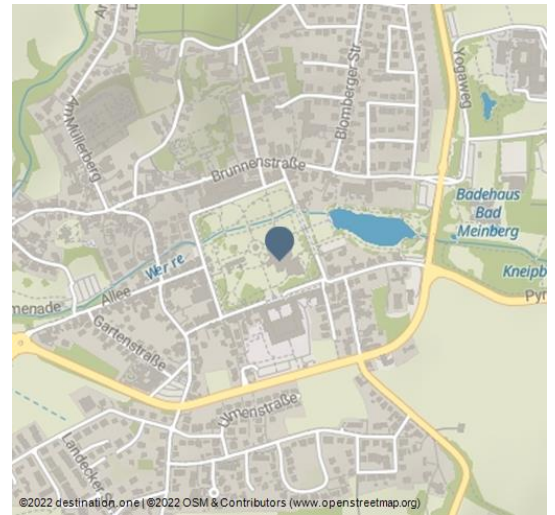 Yogaweg
Blomberger Str
Am Müllerberg
Brunnenstraße
Badehaus
Bad
Meinberg
Werre
Kneipb
Allee
menade
Pyr
Gartenstraße
Ulmenstraße
Landecker S
©2022 destination.one | ©2022 OSM & Contributors (www.openstreetmap.org)